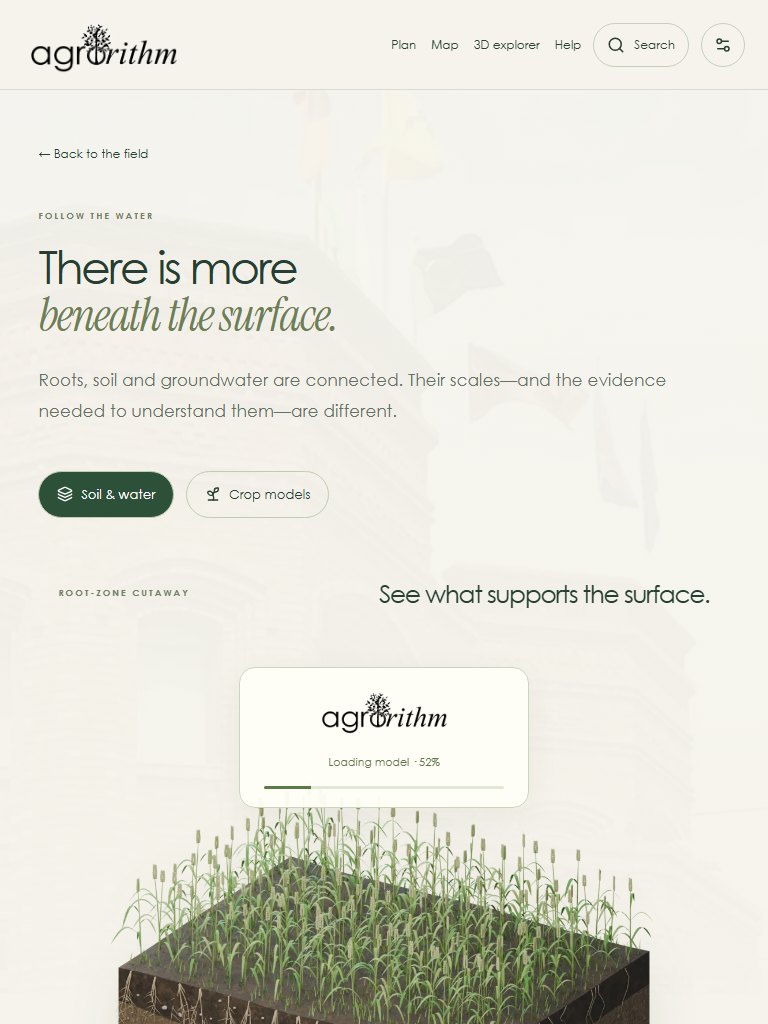 agrorithm
Plan
Map
3D explorer
Help
Search
← Back to the field
FOLLOW THE WATER
There is more
beneath the surface.
Roots, soil and groundwater are connected. Their scales—and the evidence
needed to understand them—are different.
Soil & water
Crop models
ROOT-ZONE CUTAWAY
See what supports the surface.
agrorithm
Loading model · 52%